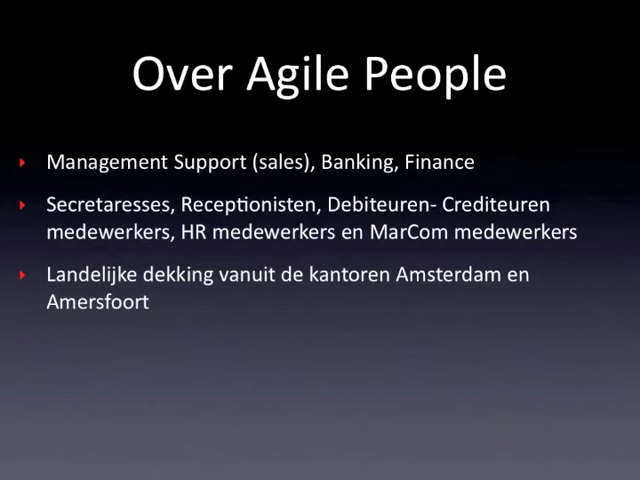 Over Agile People
Management Support (sales), Banking, Finance
Secretaresses, Receptionisten, Debiteuren- Crediteuren
medewerkers, HR medewerkers en MarCom medewerkers
Landelijke dekking vanuit de kantoren Amsterdam en
Amersfoort